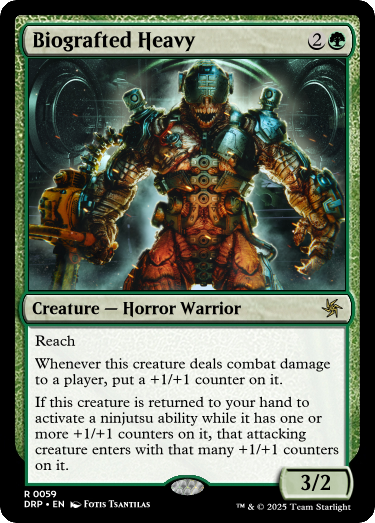 Biografted Heavy 2
Creature — Horror Warrior
Reach
Whenever this creature deals combat damage
to a player, put a +1/+1 counter on it.
If this creature is returned to your hand to
activate a ninjutsu ability while it has one or
more +1/+1 counters on it, that attacking
creature enters with that many +1/+1 counters
on it.
3/2
R 0059
DRP • EN Fotis Tsantilas
™ & © 2025 Team Starlight